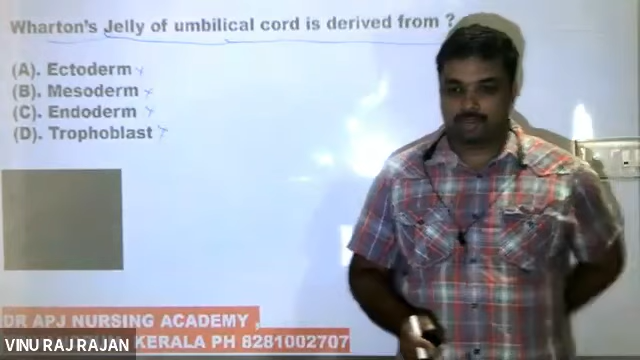 Wharton's Jelly of umbilical cord is derived from ?
(A). Ectoderm
(B). Mesoderm
(C). Endoderm
(D). Trophoblast
DR APJ NURSING ACADEMY ,
KERALA PH 8281002707
VINU RAJ RAJAN